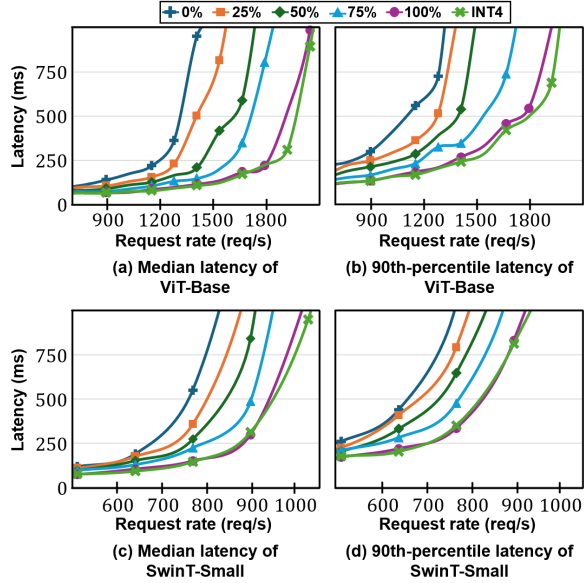 0% 25% 50% 75% 100% INT4
Latency (ms)
750
500
250
0
900 1200 1500 1800
Request rate (req/s)
(a) Median latency of
ViT-Base
900 1200 1500 1800
Request rate (req/s)
(b) 90th-percentile latency of
ViT-Base
Latency (ms)
750
500
250
0
600 700 800 900 1000
Request rate (req/s)
(c) Median latency of
SwinT-Small
600 700 800 900 1000
Request rate (req/s)
(d) 90th-percentile latency of
SwinT-Small